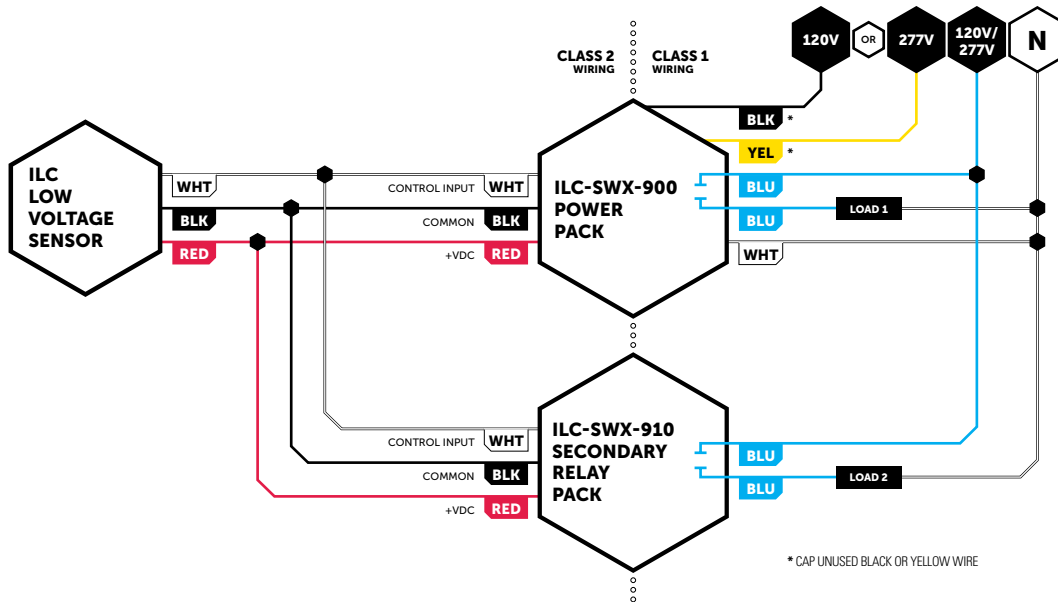 120V
OR
277V
120V/
277V
N
CLASS 2
WIRING
CLASS 1
WIRING
BLK *
YEL *
ILC
LOW
VOLTAGE
SENSOR
WHT
BLK
RED
CONTROL INPUT WHT
COMMON BLK
+VDC RED
ILC-SWX-900
POWER
PACK
BLU
BLU
LOAD 1
WHT
CONTROL INPUT WHT
COMMON BLK
+VDC RED
ILC-SWX-910
SECONDARY
RELAY
PACK
BLU
BLU
LOAD 2
* CAP UNUSED BLACK OR YELLOW WIRE